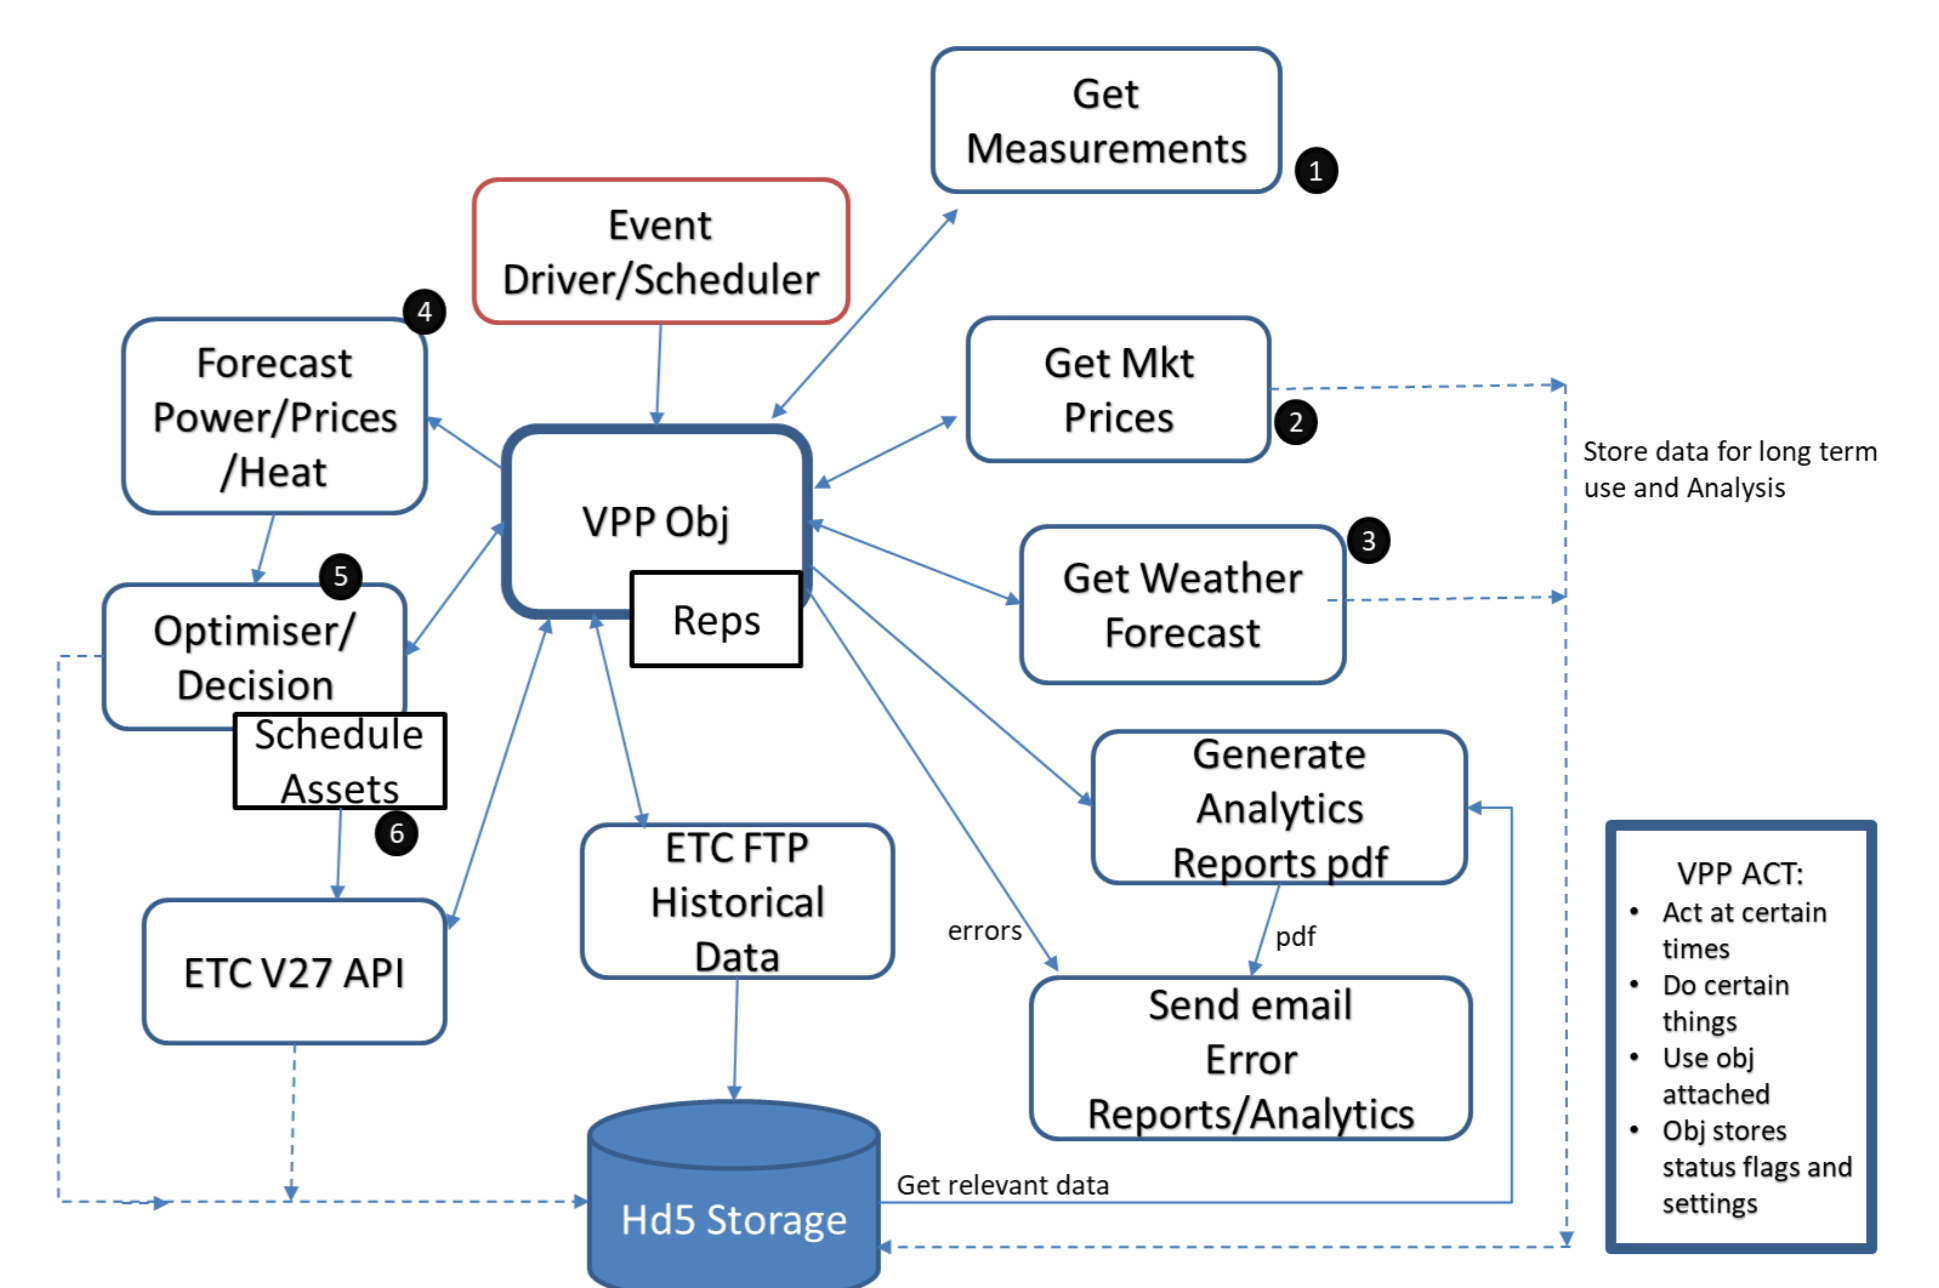 Get
Measurements
1
Event
Driver/Scheduler
4
Forecast
Power/Prices
/Heat
Get Mkt
Prices
2
Store data for long term
use and Analysis
VPP Obj
Reps
3
Get Weather
Forecast
5
Optimiser/
Decision
Schedule
Assets
6
Generate
Analytics
Reports pdf
ETC FTP
Historical
Data
errors
pdf
ETC V27 API
Send email
Error
Reports/Analytics
Get relevant data
Hd5 Storage
VPP ACT:
• Act at certain
times
• Do certain
things
• Use obj
attached
• Obj stores
status flags and
settings